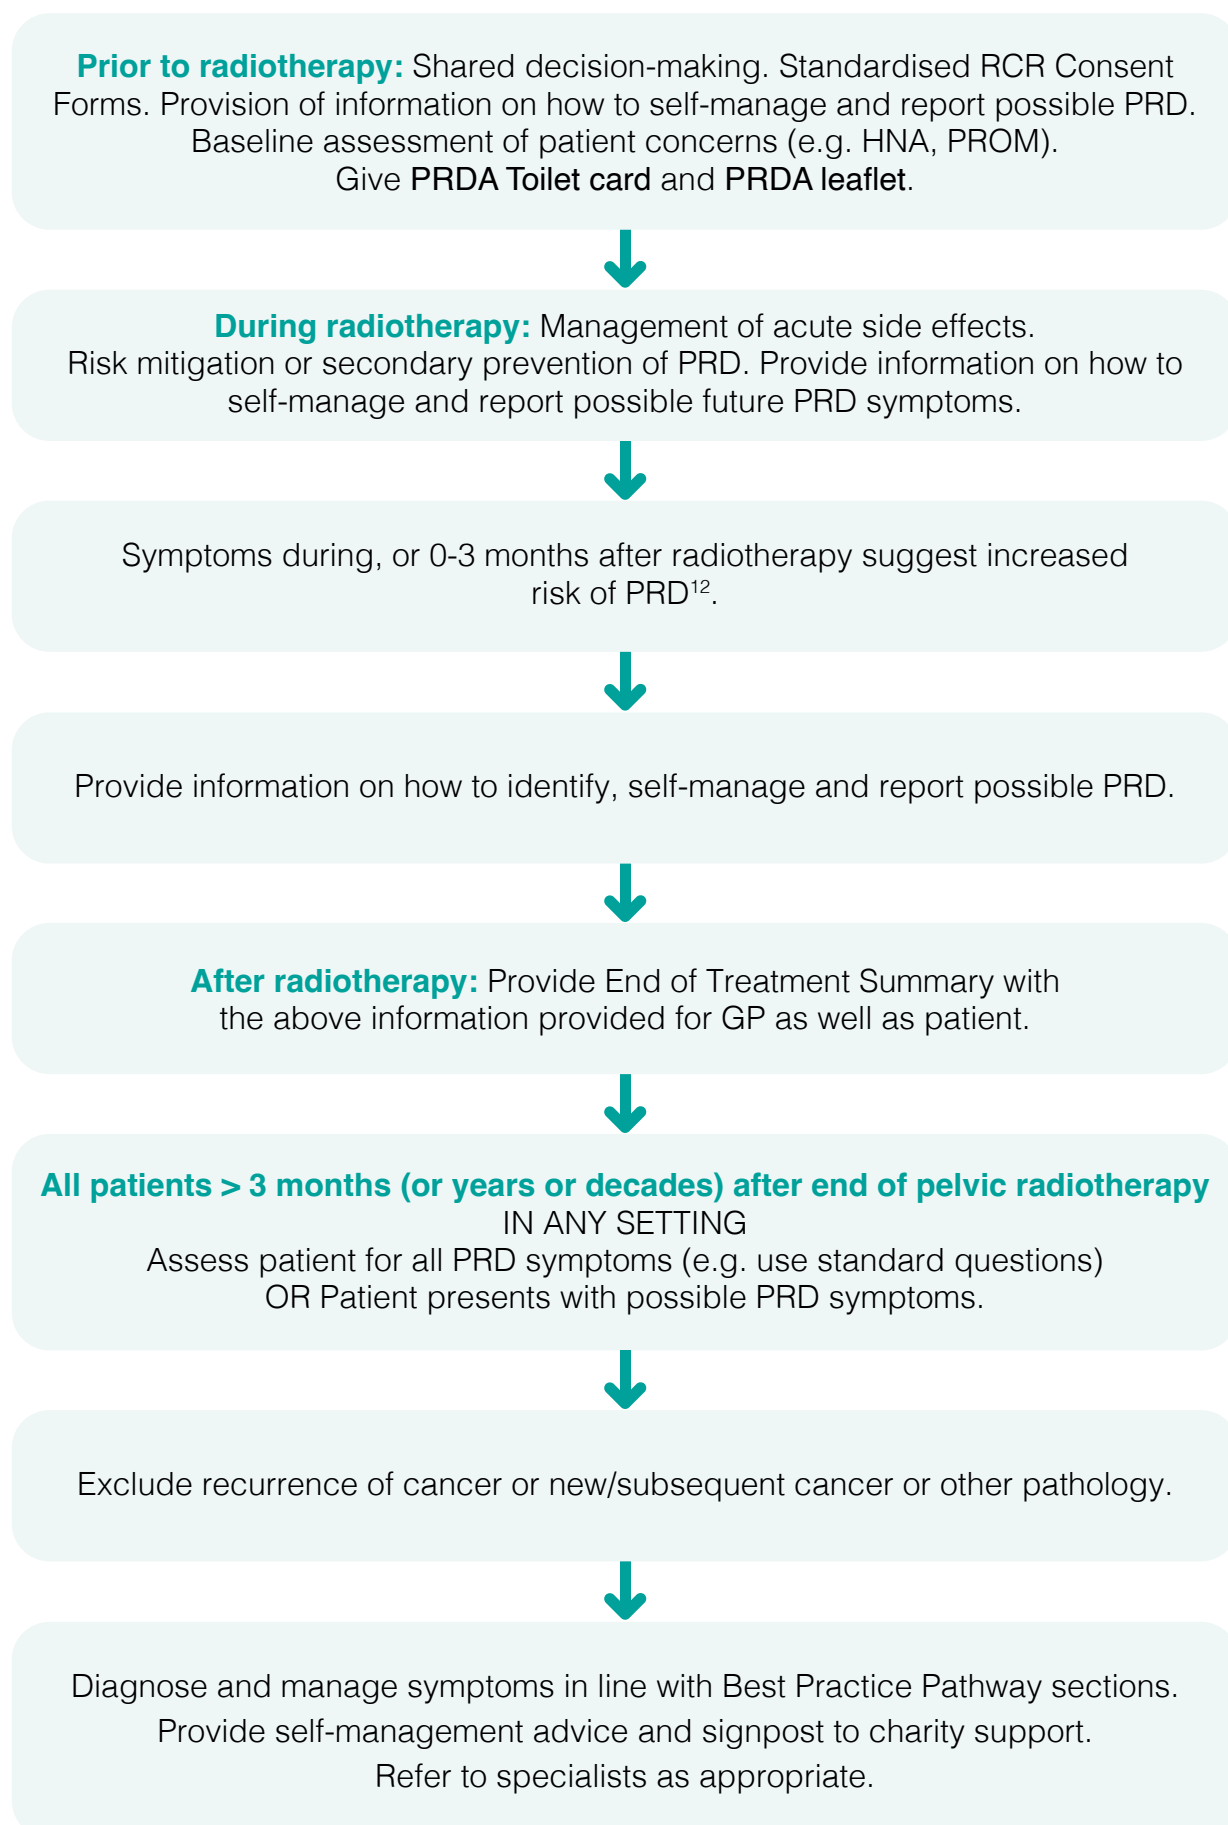 Prior to radiotherapy: Shared decision-making. Standardised RCR Consent
Forms. Provision of information on how to self-manage and report possible PRD.
Baseline assessment of patient concerns (e.g. HNA, PROM).
Give PRDA Toilet card and PRDA leaflet.
During radiotherapy: Management of acute side effects.
Risk mitigation or secondary prevention of PRD. Provide information on how to
self-manage and report possible future PRD symptoms.
Symptoms during, or 0-3 months after radiotherapy suggest increased
risk of PRD¹².
Provide information on how to identify, self-manage and report possible PRD.
After radiotherapy: Provide End of Treatment Summary with
the above information provided for GP as well as patient.
All patients > 3 months (or years or decades) after end of pelvic radiotherapy
IN ANY SETTING
Assess patient for all PRD symptoms (e.g. use standard questions)
OR Patient presents with possible PRD symptoms.
Exclude recurrence of cancer or new/subsequent cancer or other pathology.
Diagnose and manage symptoms in line with Best Practice Pathway sections.
Provide self-management advice and signpost to charity support.
Refer to specialists as appropriate.